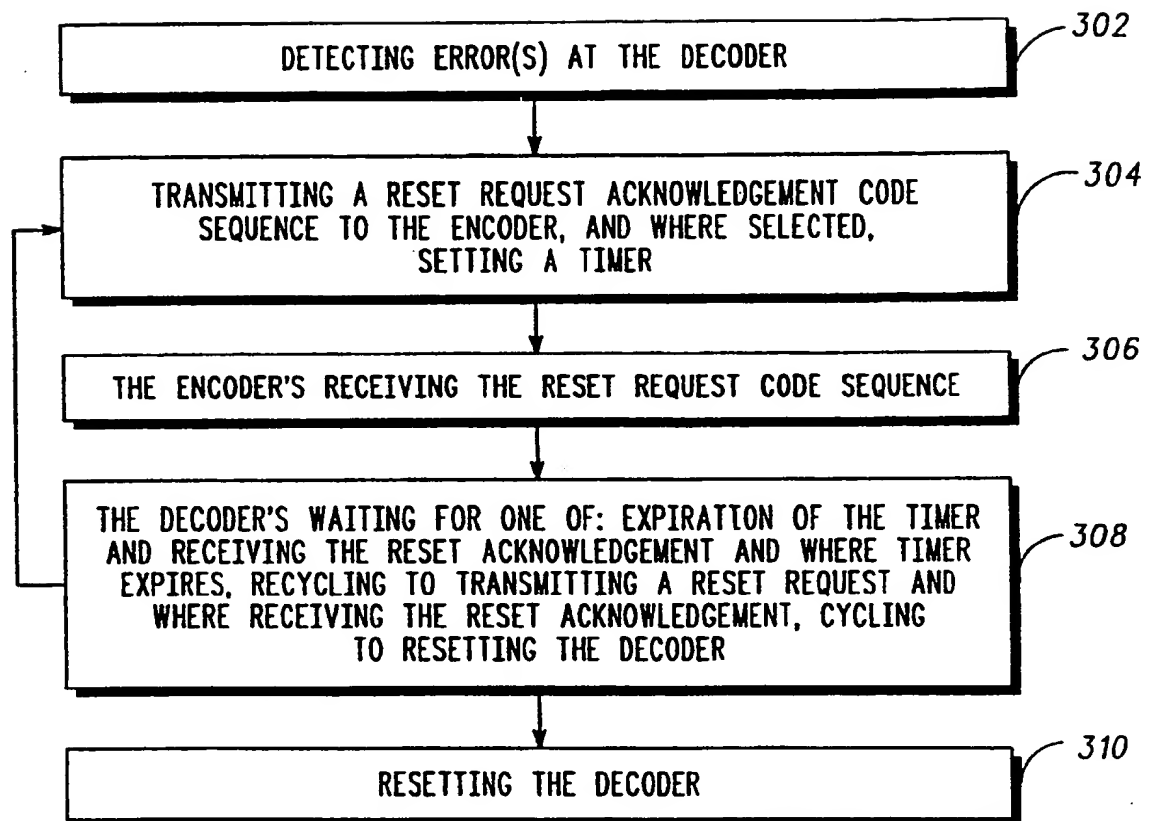 302
DETECTING ERROR(S) AT THE DECODER
304
TRANSMITTING A RESET REQUEST ACKNOWLEDGEMENT CODE
SEQUENCE TO THE ENCODER, AND WHERE SELECTED,
SETTING A TIMER
306
THE ENCODER'S RECEIVING THE RESET REQUEST CODE SEQUENCE
308
THE DECODER'S WAITING FOR ONE OF: EXPIRATION OF THE TIMER
AND RECEIVING THE RESET ACKNOWLEDGEMENT AND WHERE TIMER
EXPIRES, RECYCLING TO TRANSMITTING A RESET REQUEST AND
WHERE RECEIVING THE RESET ACKNOWLEDGEMENT, CYCLING
TO RESETTING THE DECODER
310
RESETTING THE DECODER